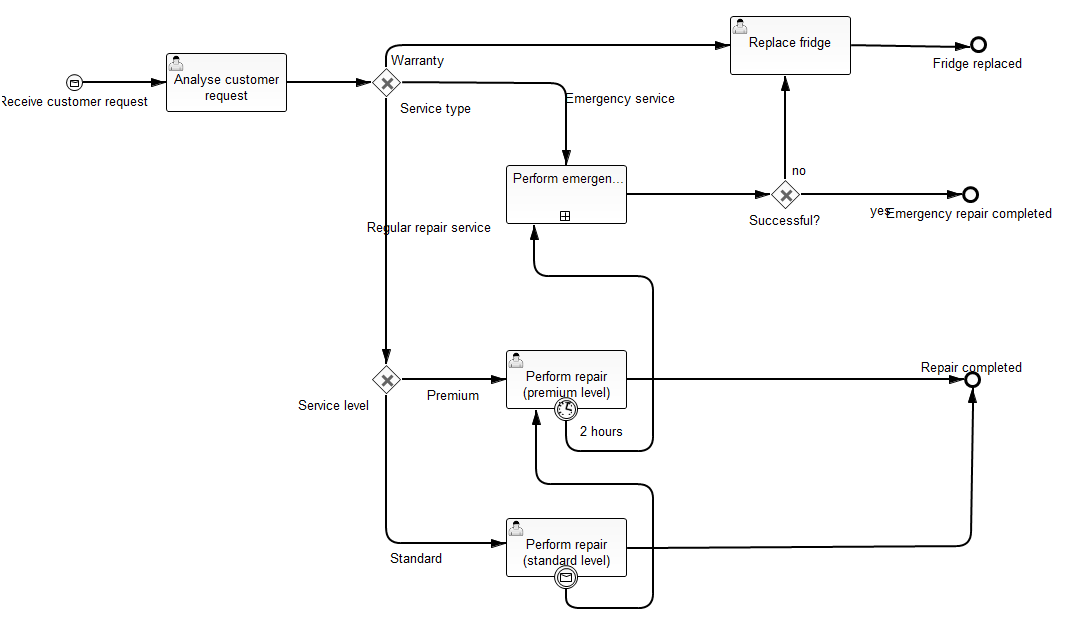 Replace fridge
Warranty
Fridge replaced
Analyse customer
request
Receive customer request
Service type
Emergency service
no
Perform emergen...
yes
Emergency repair completed
Successful?
Regular repair service
Repair completed
Perform repair
(premium level)
Premium
Service level
2 hours
Perform repair
(standard level)
Standard